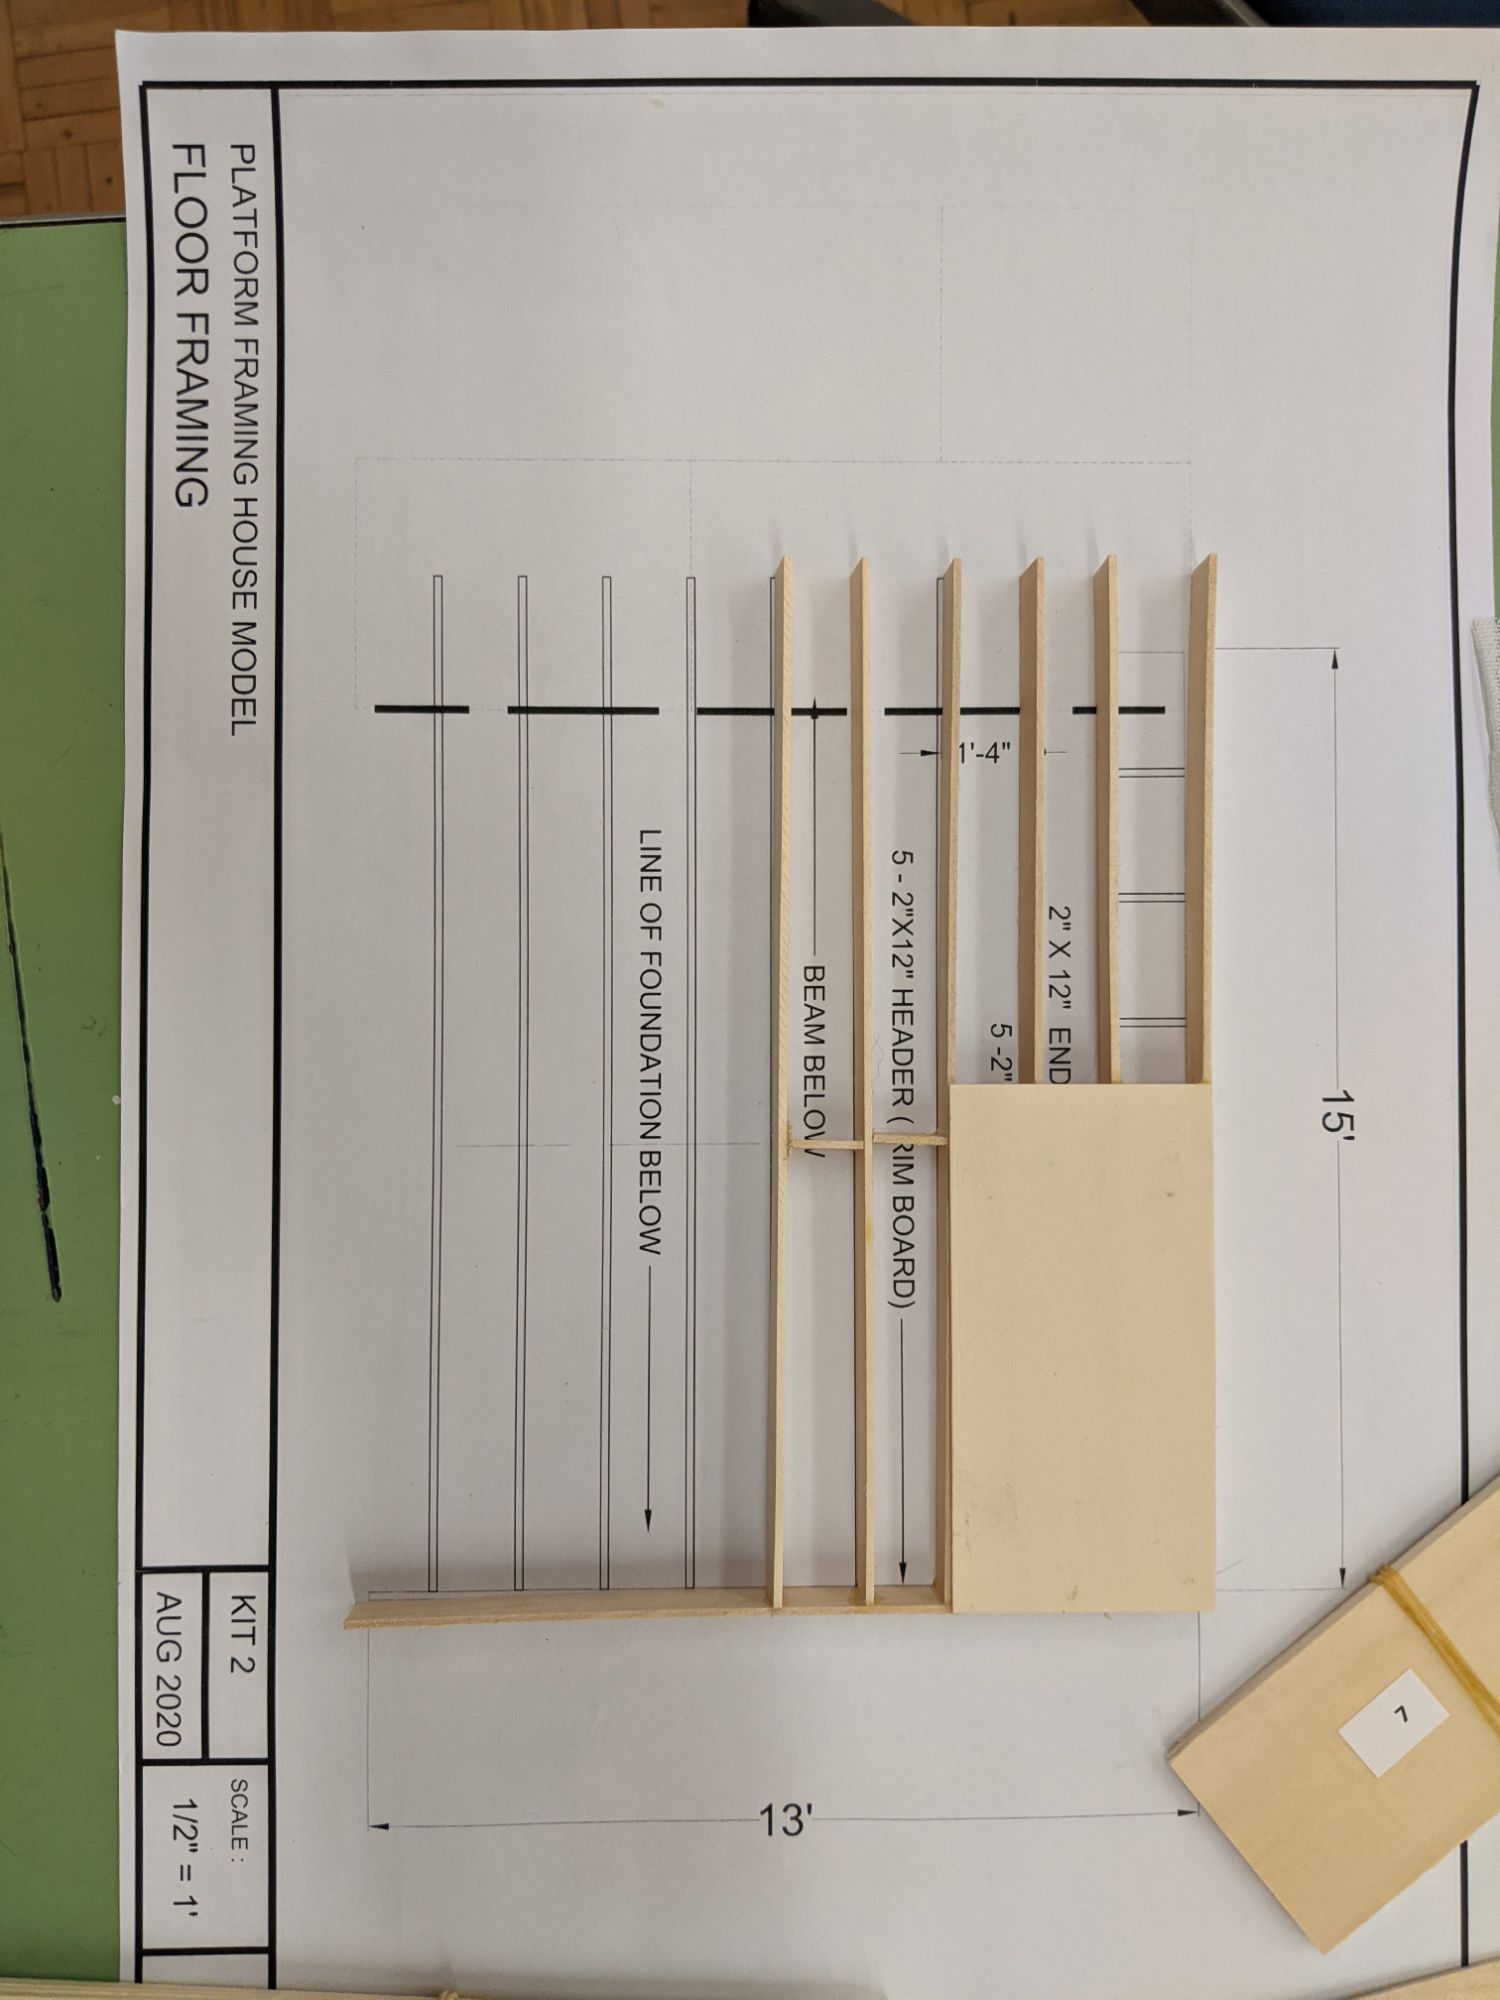 15'
2" X 12" END
5 -2"
1'-4"
5 - 2"X12" HEADER ( RIM BOARD)
BEAM BELOW
LINE OF FOUNDATION BELOW
13'
PLATFORM FRAMING HOUSE MODEL
FLOOR FRAMING
KIT 2
AUG 2020
SCALE :
1/2" = 1'
7